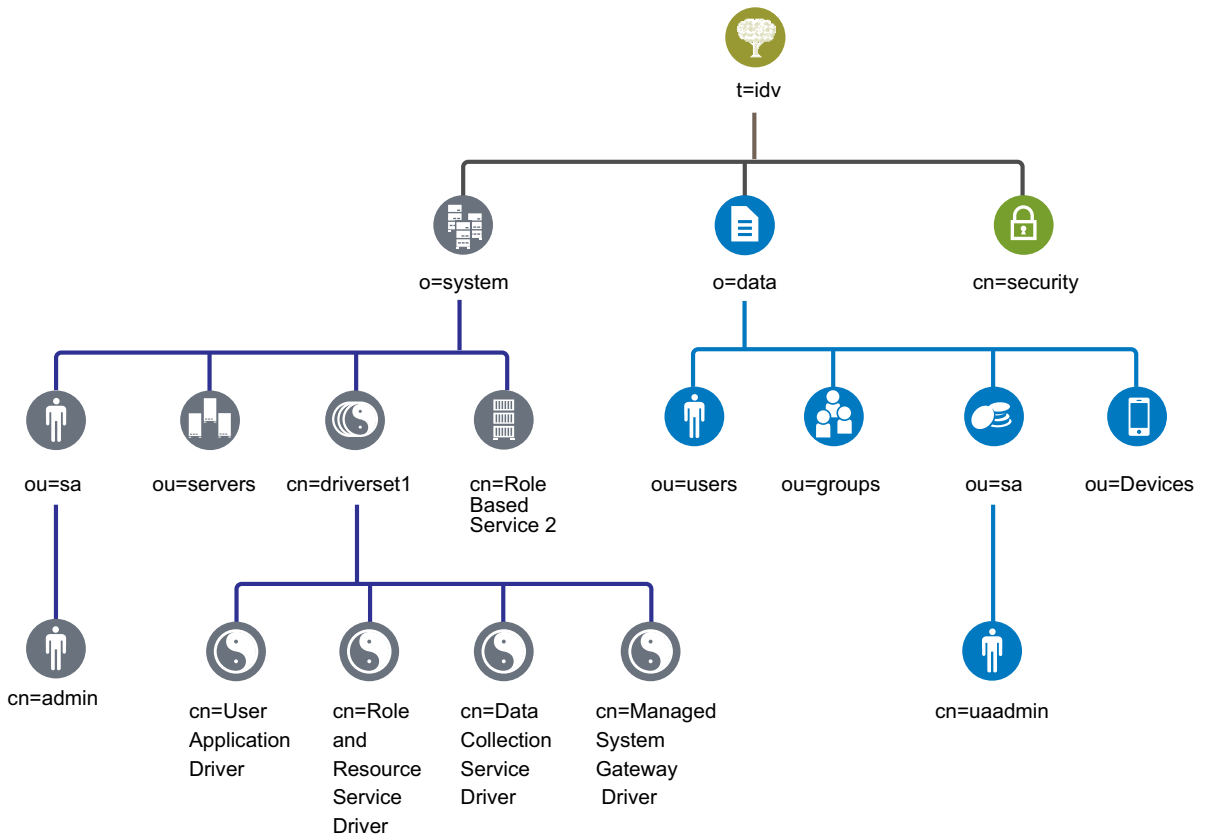 t=idv
o=system
o=data
cn=security
ou=sa
ou=servers
cn=driverset1
cn=Role
Based
Service 2
ou=users
ou=groups
ou=sa
ou=Devices
cn=admin
cn=User
Application
Driver
cn=Role
and
Resource
Service
Driver
cn=Data
Collection
Service
Driver
cn=Managed
System
Gateway
Driver
cn=uaadmin